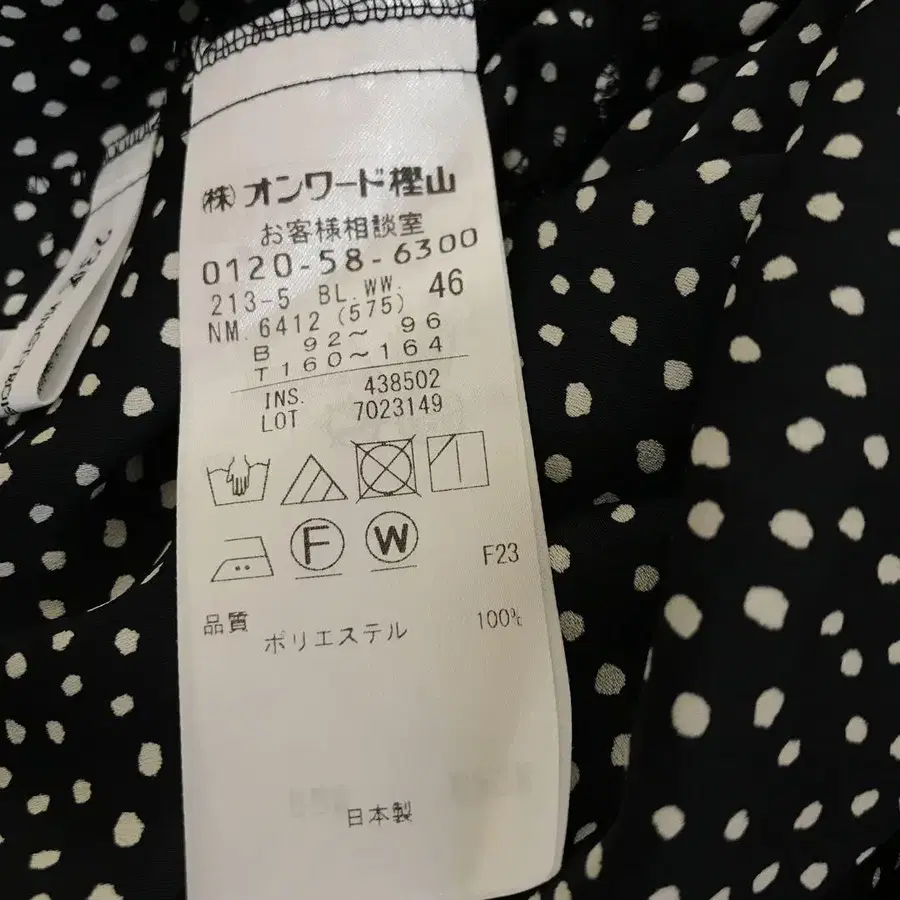 ㈱オンワード樫山
お客様相談室
0120-58-6300
213-5 BL.WW. 46
NM.6412 (575)
B 92～ 96
T 160～164
INS. 438502
LOT 7023149
F W
F23
品質
ポリエステル 100%
日本製